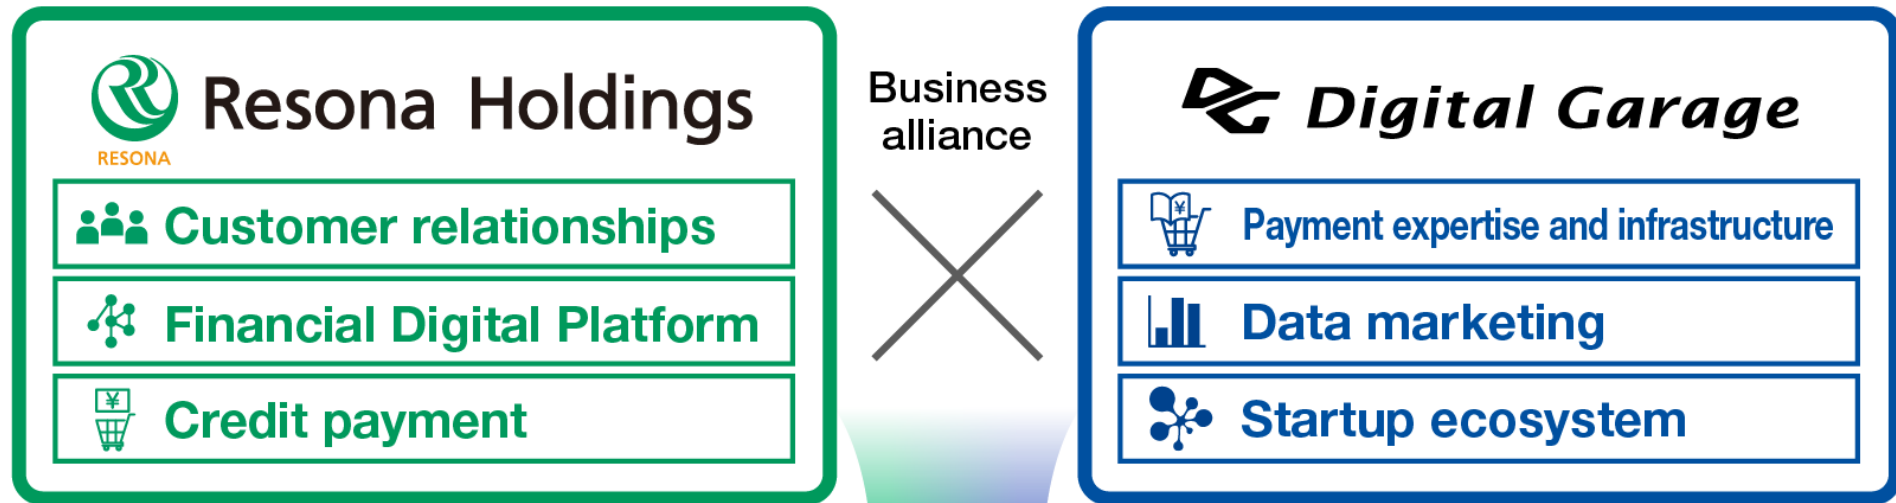 Resona Holdings
RESONA
Customer relationships
Financial Digital Platform
¥
Credit payment
Business
alliance
DG Digital Garage
¥
Payment expertise and infrastructure
Data marketing
Startup ecosystem